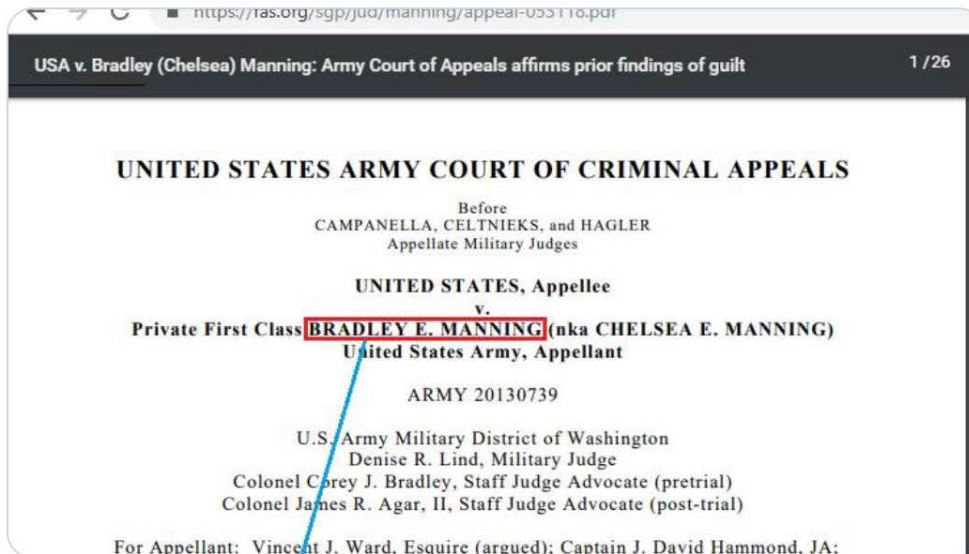 https://fas.org/sgp/jud/manning/appeal-053118.pdf
USA v. Bradley (Chelsea) Manning: Army Court of Appeals affirms prior findings of guilt
1 / 26
UNITED STATES ARMY COURT OF CRIMINAL APPEALS
Before
CAMPANELLA, CELTNIEKS, and HAGLER
Appellate Military Judges
UNITED STATES, Appellee
v.
Private First Class BRADLEY E. MANNING (nka CHELSEA E. MANNING)
United States Army, Appellant
ARMY 20130739
U.S. Army Military District of Washington
Denise R. Lind, Military Judge
Colonel Corey J. Bradley, Staff Judge Advocate (pretrial)
Colonel James R. Agar, II, Staff Judge Advocate (post-trial)
For Appellant: Vincent J. Ward, Esquire (argued); Captain J. David Hammond, JA;